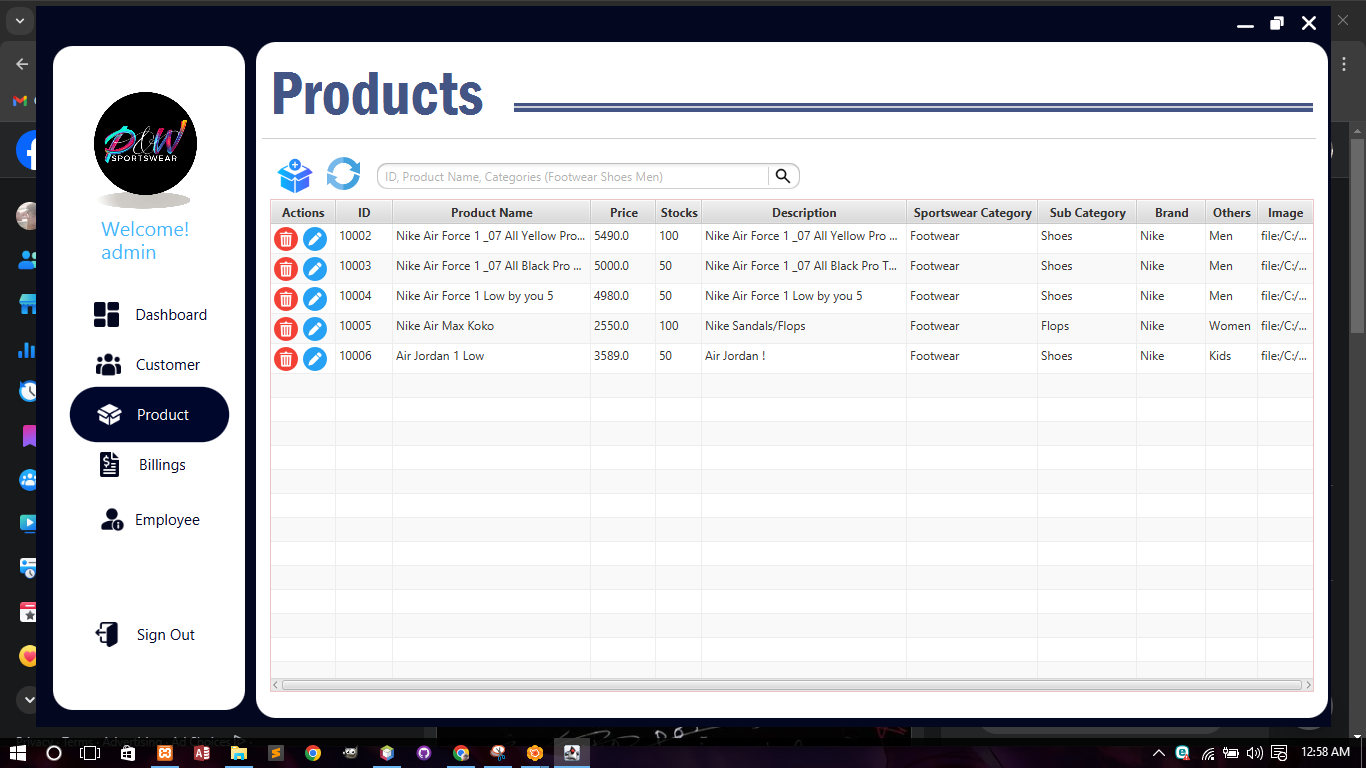 Products
P&W
SPORTSWEAR
Welcome!
admin
Dashboard
Customer
Product
Billings
Employee
Sign Out
ID, Product Name, Categories (Footwear Shoes Men)
Actions ID Product Name Price Stocks Description Sportswear Category Sub Category Brand Others Image
10002 Nike Air Force 1 _07 All Yellow Pro... 5490.0 100 Nike Air Force 1 _07 All Yellow Pro ... Footwear Shoes Nike Men file:/C:/...
10003 Nike Air Force 1 _07 All Black Pro ... 5000.0 50 Nike Air Force 1 _07 All Black Pro T... Footwear Shoes Nike Men file:/C:/...
10004 Nike Air Force 1 Low by you 5 4980.0 50 Nike Air Force 1 Low by you 5 Footwear Shoes Nike Men file:/C:/...
10005 Nike Air Max Koko 2550.0 100 Nike Sandals/Flops Footwear Flops Nike Women file:/C:/...
10006 Air Jordan 1 Low 3589.0 50 Air Jordan ! Footwear Shoes Nike Kids file:/C:/...
Privacy · Terms · Advertising · Ad Choices
12:58 AM